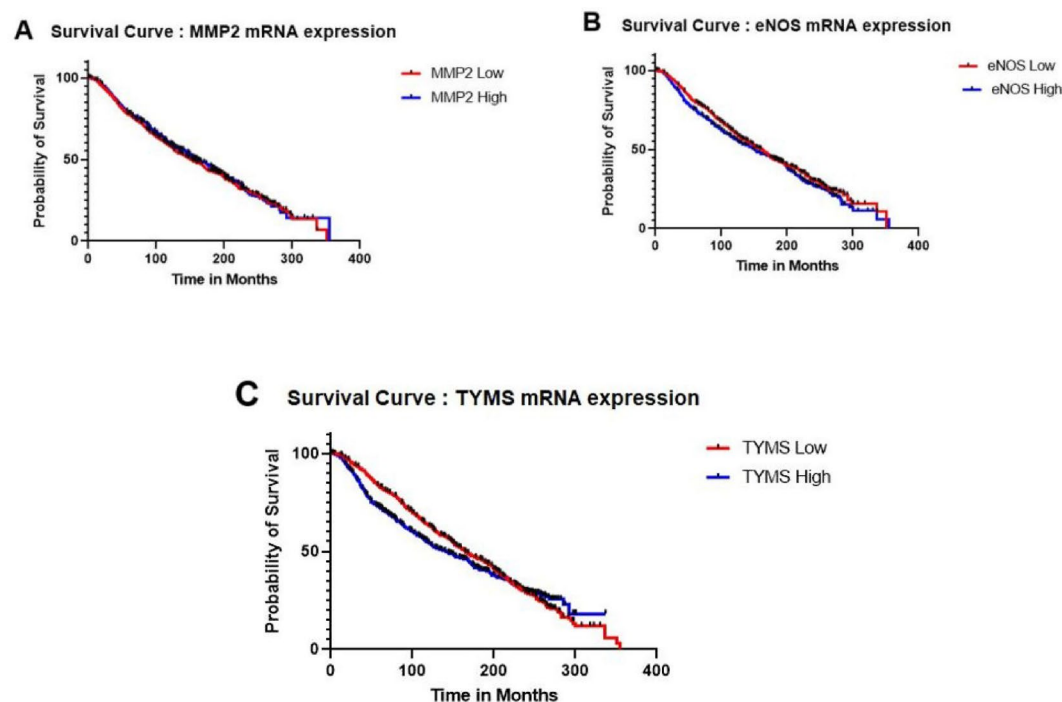 A Survival Curve : MMP2 mRNA expression
MMP2 Low
MMP2 High
Probability of Survival
100
50
0
0 100 200 300 400
Time in Months
B Survival Curve : eNOS mRNA expression
eNOS Low
eNOS High
Probability of Survival
100
50
0
0 100 200 300 400
Time in Months
C Survival Curve : TYMS mRNA expression
TYMS Low
TYMS High
Probability of Survival
100
50
0
0 100 200 300 400
Time in Months